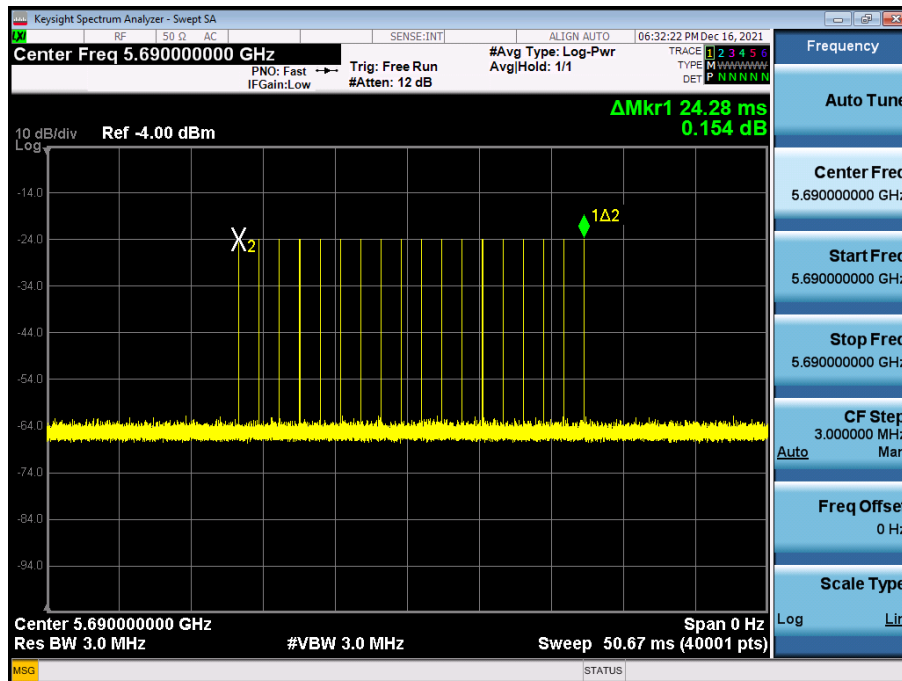 Keysight Spectrum Analyzer - Swept SA
LXI RF 50 Ω AC SENSE:INT ALIGN AUTO 06:32:22 PM Dec 16, 2021
Center Freq 5.690000000 GHz
PNO: Fast
IFGain:Low
Trig: Free Run
#Atten: 12 dB
#Avg Type: Log-Pwr
Avg|Hold: 1/1
TRACE 1 2 3 4 5 6
TYPE M WWWWW
DET P N N N N N
ΔMkr1 24.28 ms
0.154 dB
10 dB/div Ref -4.00 dBm
Log
-14.0
-24.0
-34.0
-44.0
-54.0
-64.0
-74.0
-84.0
-94.0
X2
1Δ2
Center 5.690000000 GHz Span 0 Hz
Res BW 3.0 MHz #VBW 3.0 MHz Sweep 50.67 ms (40001 pts)
MSG STATUS
Frequency
Auto Tune
Center Freq
5.690000000 GHz
Start Freq
5.690000000 GHz
Stop Freq
5.690000000 GHz
CF Step
3.000000 MHz
Auto Man
Freq Offset
0 Hz
Scale Type
Log Lin